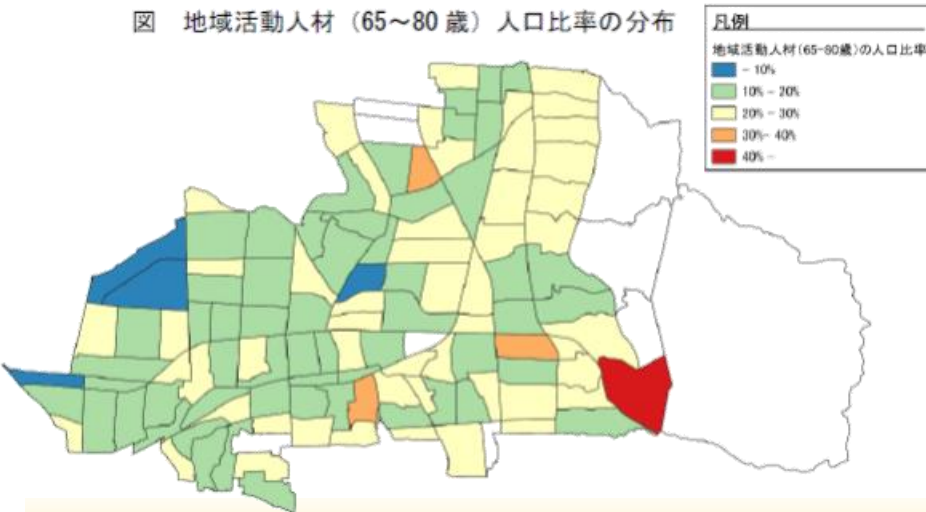 図 地域活動人材（65～80 歳）人口比率の分布
凡例
地域活動人材(65-80歳)の人口比率
- 10%
10% - 20%
20% - 30%
30%- 40%
40% -